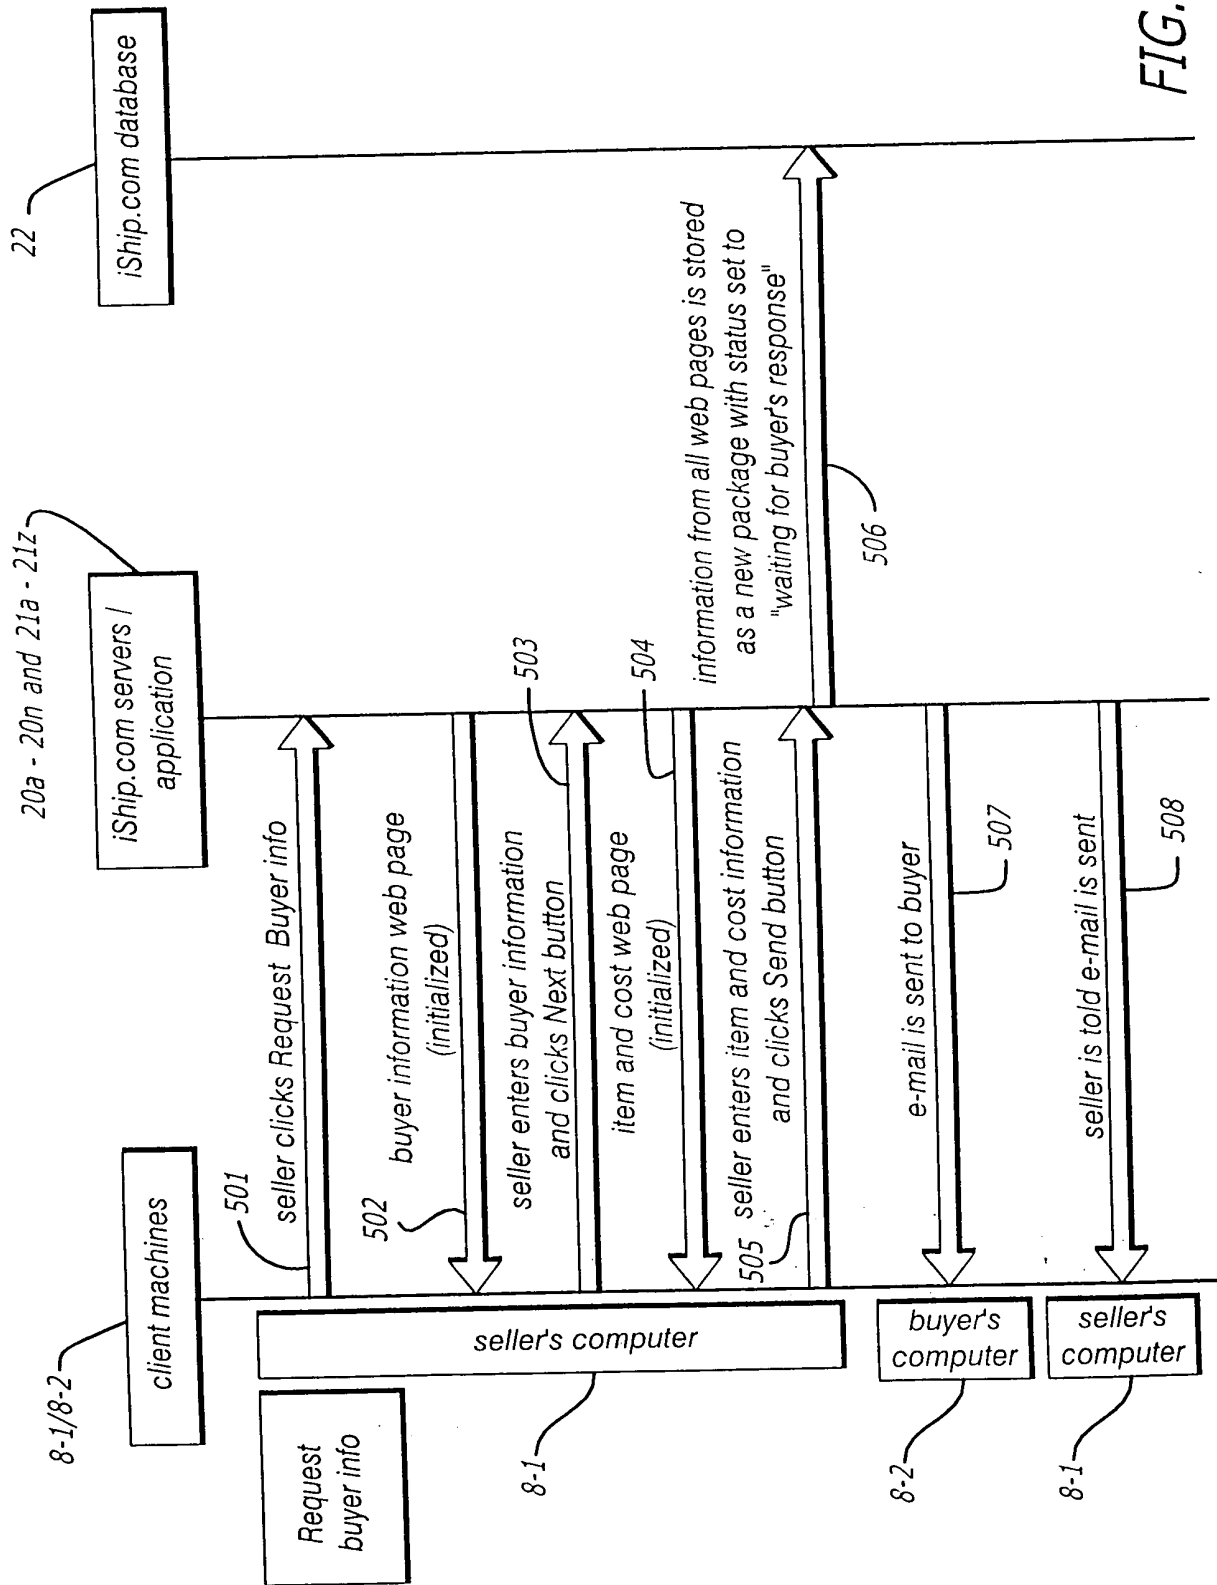 8-1/8-2
20a - 20n and 21a - 21z
22
client machines
iShip.com servers /
application
iShip.com database
Request
buyer info
8-1
seller's computer
501
seller clicks Request Buyer info
502
buyer information web page
(initialized)
seller enters buyer information
and clicks Next button
503
item and cost web page
(initialized)
504
505
seller enters item and cost information
and clicks Send button
information from all web pages is stored
as a new package with status set to
"waiting for buyer's response"
506
8-2
buyer's
computer
e-mail is sent to buyer
507
8-1
seller's
computer
seller is told e-mail is sent
508
FIG.